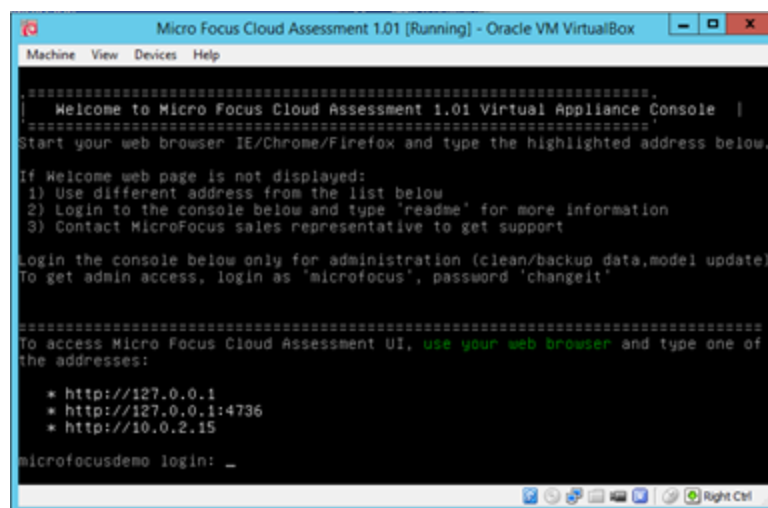 Micro Focus Cloud Assessment 1.01 [Running] - Oracle VM VirtualBox
Machine View Devices Help
Welcome to Micro Focus Cloud Assessment 1.01 Virtual Appliance Console
Start your web browser IE/Chrome/Firefox and type the highlighted address below.
If Welcome web page is not displayed:
1) Use different address from the list below
2) Login to the console below and type 'readme' for more information
3) Contact MicroFocus sales representative to get support
Login the console below only for administration (clean/backup data,model update)
To get admin access, login as 'microfocus', password 'changeit'
To access Micro Focus Cloud Assessment UI, use your web browser and type one of
the addresses:
* http://127.0.0.1
* http://127.0.0.1:4736
* http://10.0.2.15
microfocusdemo login: _
Right Ctrl